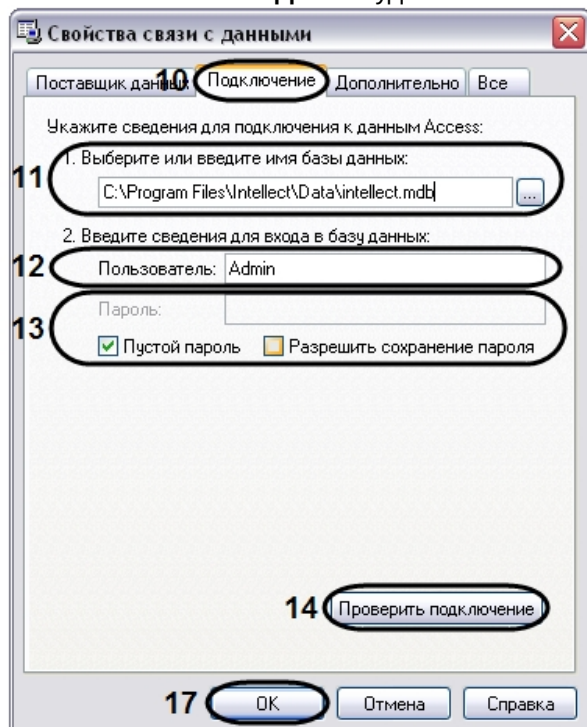 Свойства связи с данными
Поставщик данных 10 Подключение Дополнительно Все
Укажите сведения для подключения к данным Access:
1. Выберите или введите имя базы данных:
11 C:\Program Files\Intellect\Data\intellect.mdb ...
2. Введите сведения для входа в базу данных:
12 Пользователь: Admin
Пароль:
13
Пустой пароль Разрешить сохранение пароля
14 Проверить подключение
17 OK Отмена Справка